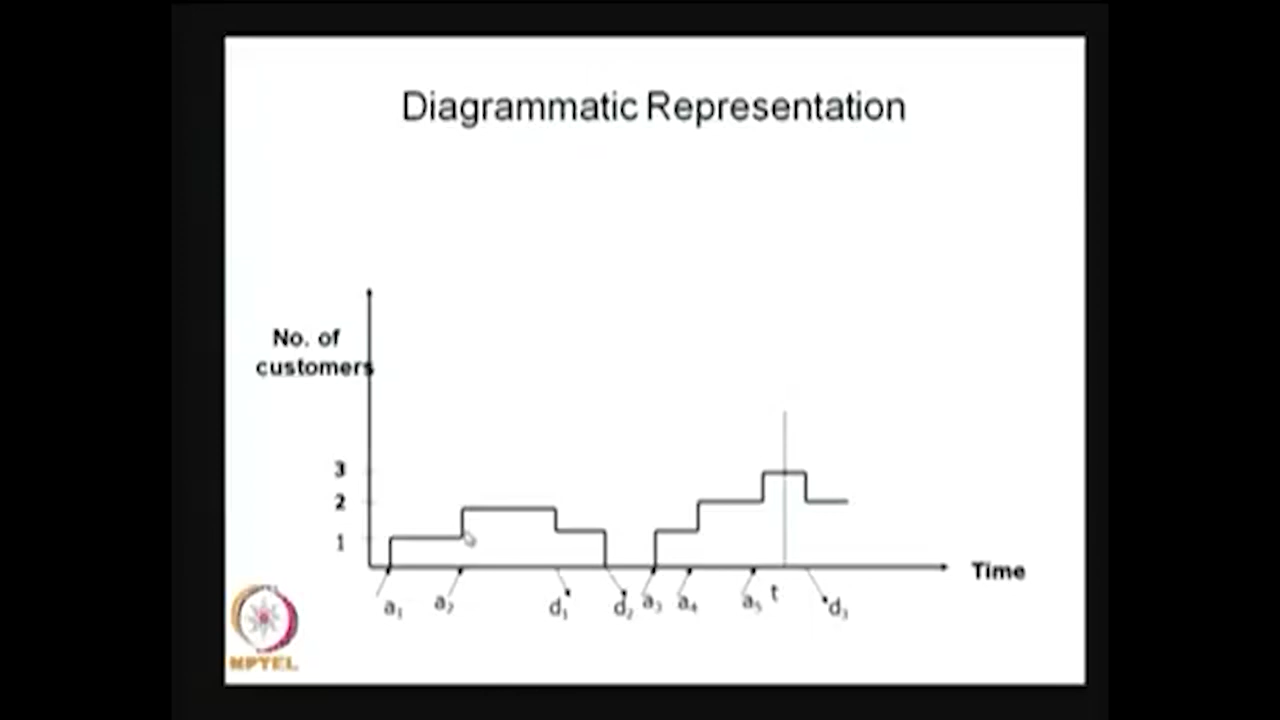 Diagrammatic Representation
No. of
customers
3
2
1
Time
a₁ a₂ d₁ d₂ a₃ a₄ a₅ t d₃
NPTEL